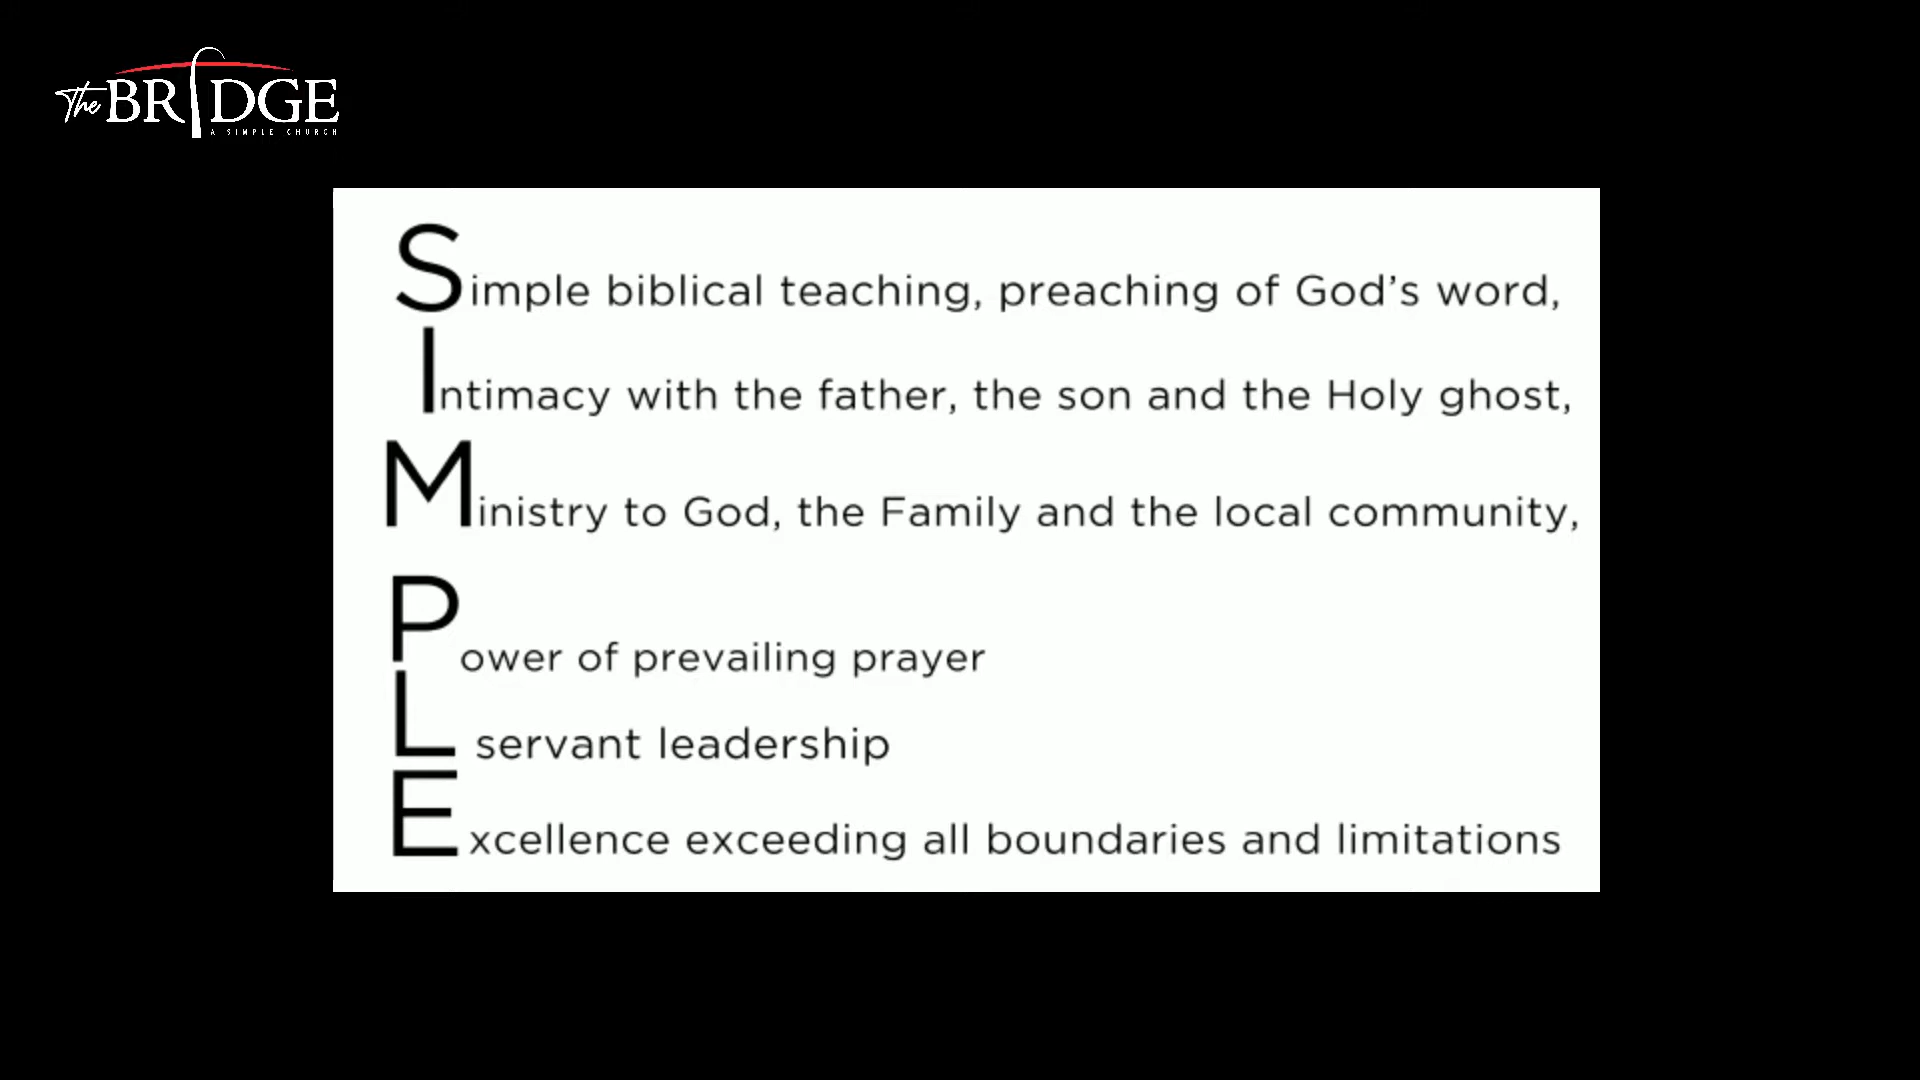 The BRIDGE
A SIMPLE CHURCH
Simple biblical teaching, preaching of God’s word,
Intimacy with the father, the son and the Holy ghost,
Ministry to God, the Family and the local community,
Power of prevailing prayer
L servant leadership
Excellence exceeding all boundaries and limitations